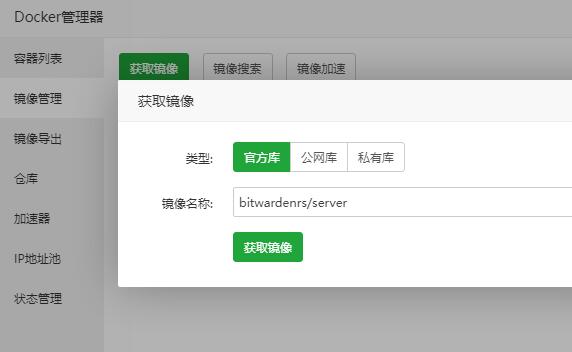 Docker管理器
容器列表
镜像管理
镜像导出
仓库
加速器
IP地址池
状态管理
获取镜像 镜像搜索 镜像加速
获取镜像
类型: 官方库 公网库 私有库
镜像名称: bitwardenrs/server
获取镜像